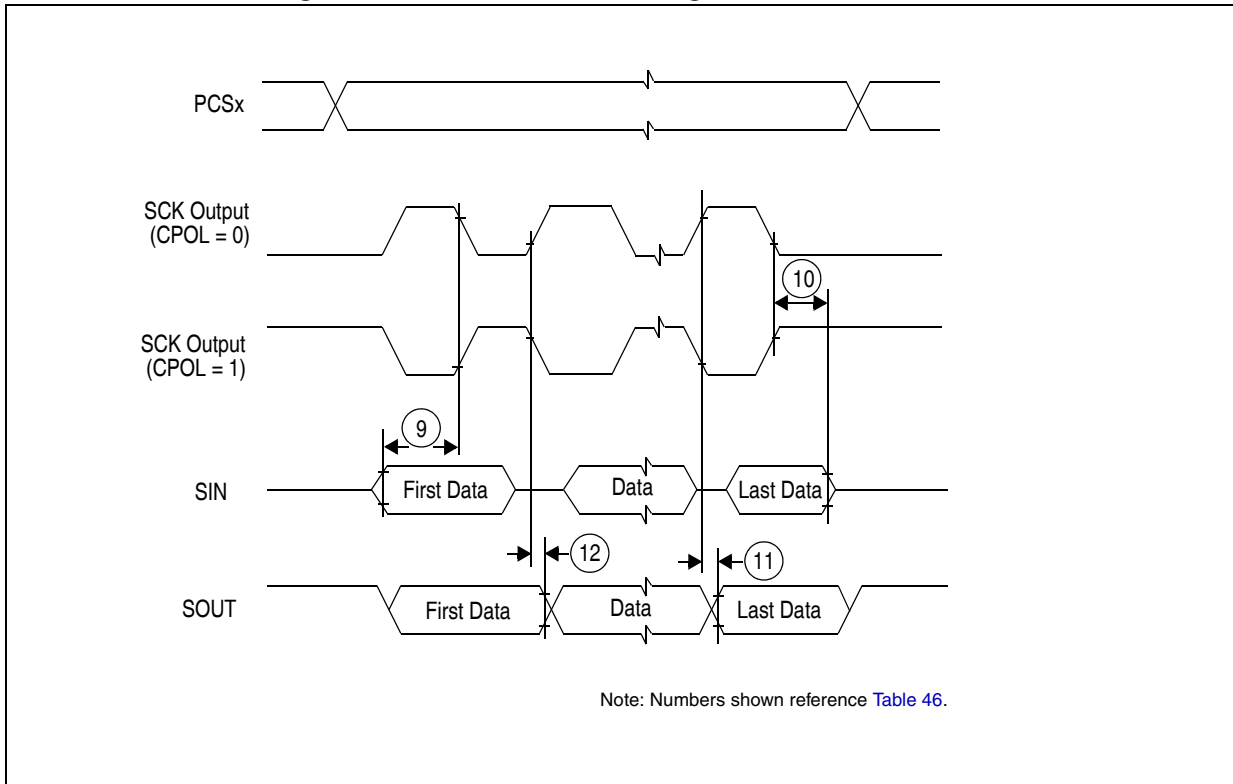 PCSx
SCK Output
(CPOL = 0)
10
SCK Output
(CPOL = 1)
9
SIN
First Data
Data
Last Data
12
11
SOUT
First Data
Data
Last Data
Note: Numbers shown reference Table 46.